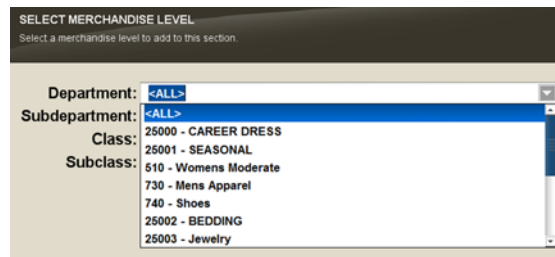 SELECT MERCHANDISE LEVEL
Select a merchandise level to add to this section.
Department: <ALL>
Subdepartment: <ALL>
Class: 25000 - CAREER DRESS
25001 - SEASONAL
Subclass: 510 - Womens Moderate
730 - Mens Apparel
740 - Shoes
25002 - BEDDING
25003 - Jewelry